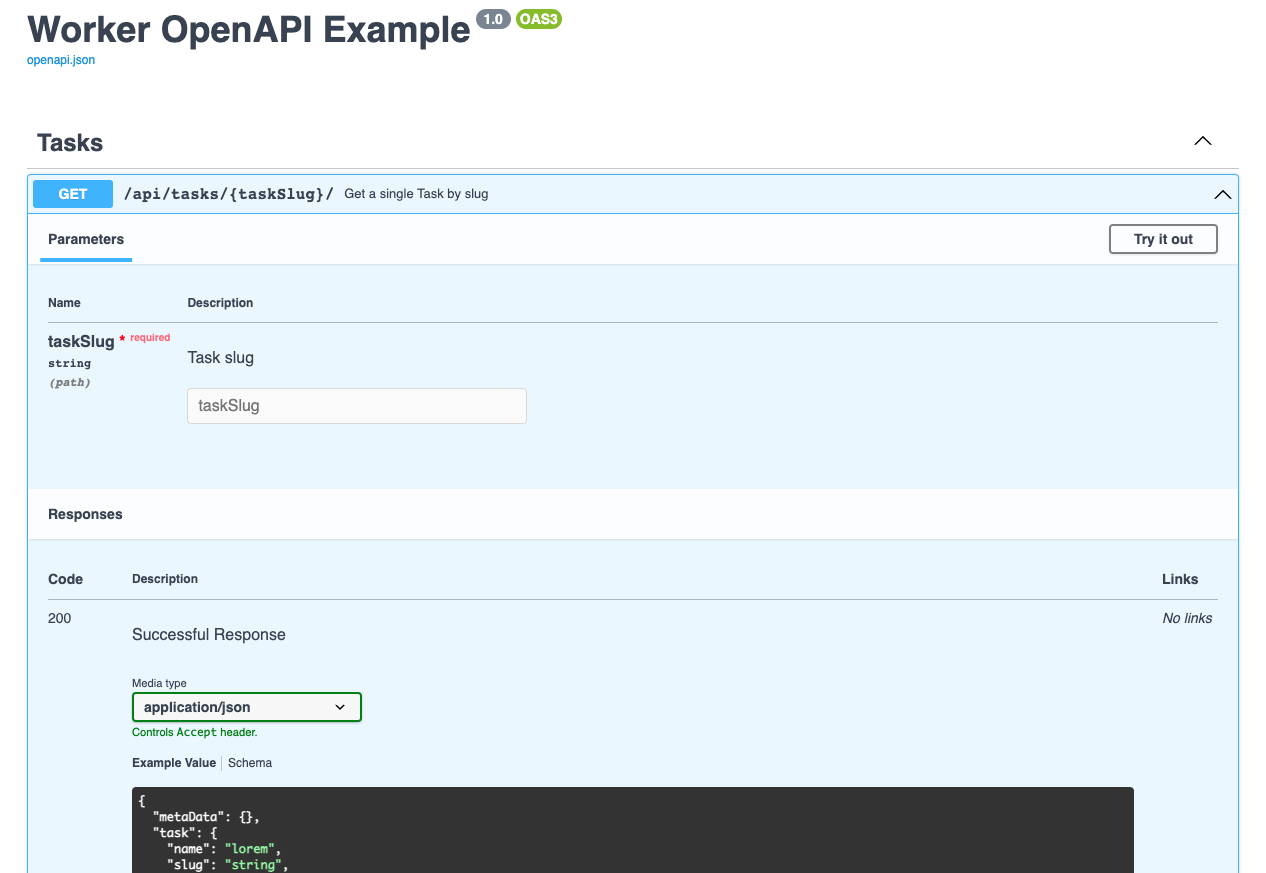 Worker OpenAPI Example 1.0 OAS3
openapi.json
Tasks
GET /api/tasks/{taskSlug}/ Get a single Task by slug
Parameters Try it out
Name Description
taskSlug * required
string
(path)
Task slug
taskSlug
Responses
Code Description Links
200 Successful Response No links
Media type
application/json
Controls Accept header.
Example Value Schema
{
"metaData": {},
"task": {
"name": "lorem",
"slug": "string",